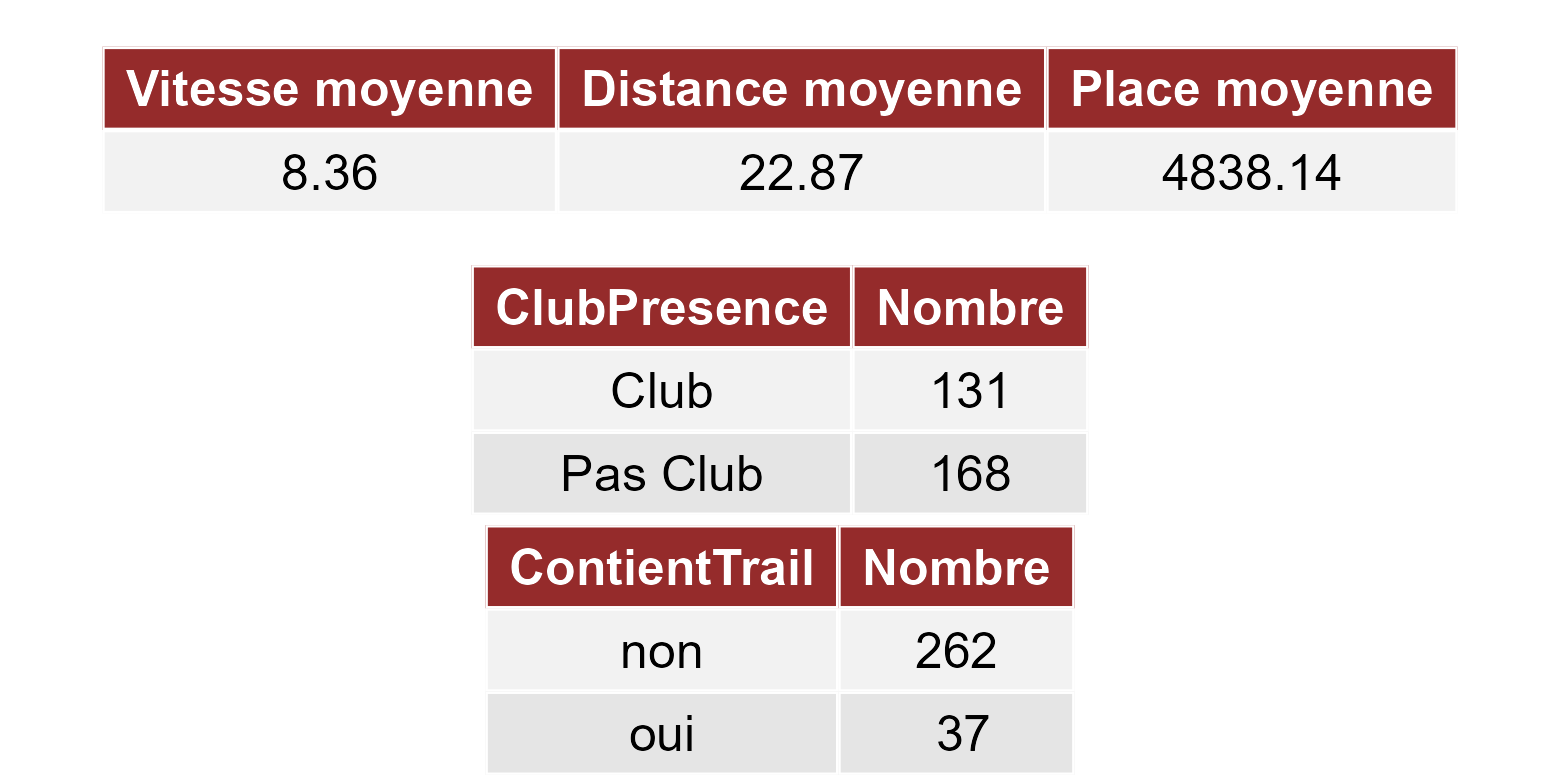 Vitesse moyenne Distance moyenne Place moyenne
8.36 22.87 4838.14
ClubPresence Nombre
Club 131
Pas Club 168
ContientTrail Nombre
non 262
oui 37